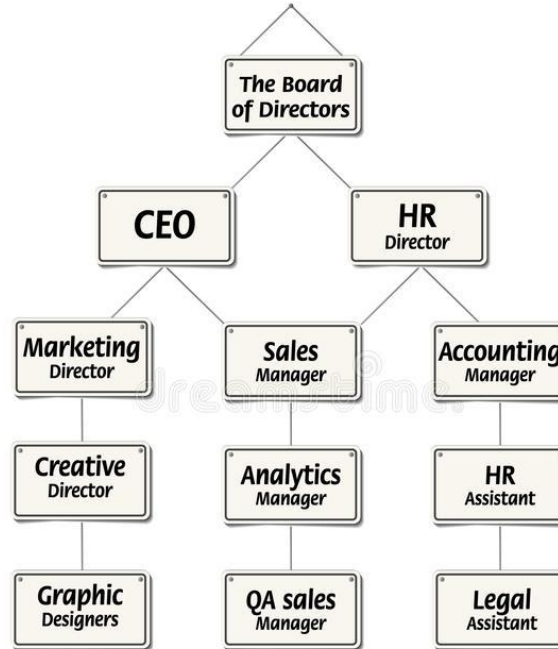 The Board
of Directors
CEO
HR
Director
Marketing
Director
Sales
Manager
Accounting
Manager
dreamstime.
Creative
Director
Analytics
Manager
HR
Assistant
Graphic
Designers
QA sales
Manager
Legal
Assistant